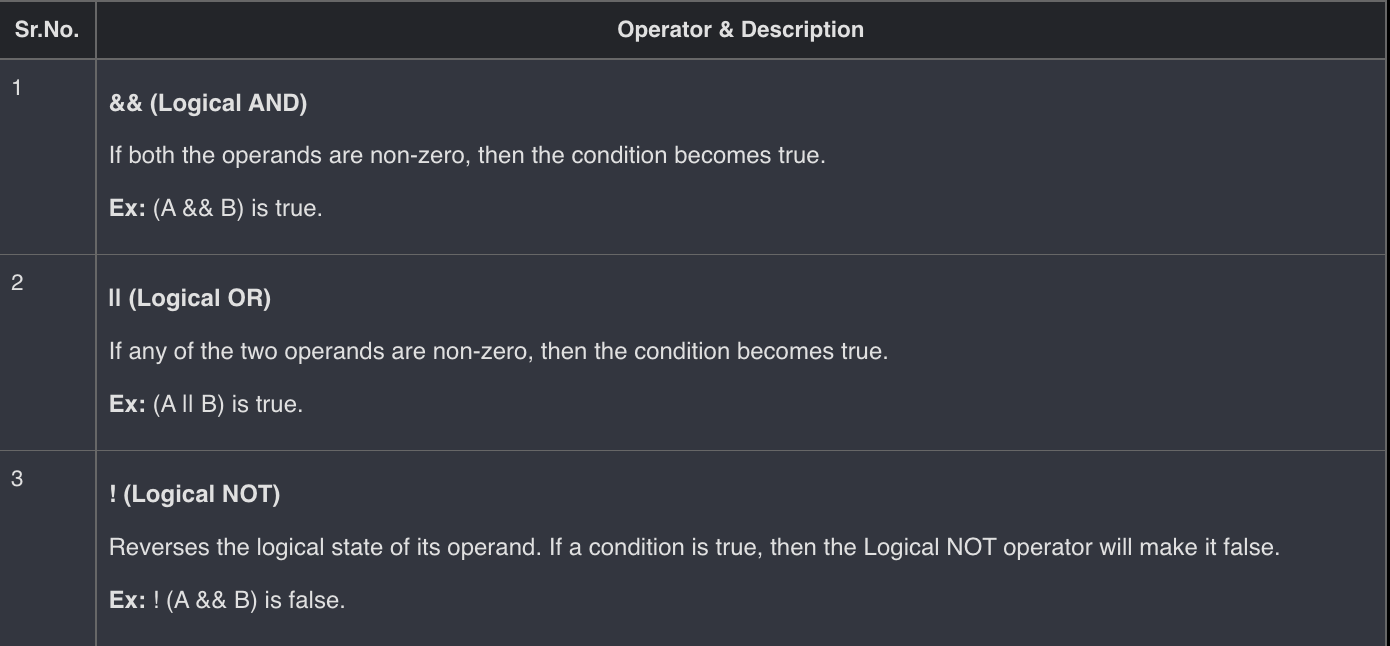 Sr.No. Operator & Description
1
&& (Logical AND)
If both the operands are non-zero, then the condition becomes true.
Ex: (A && B) is true.
2
|| (Logical OR)
If any of the two operands are non-zero, then the condition becomes true.
Ex: (A || B) is true.
3
! (Logical NOT)
Reverses the logical state of its operand. If a condition is true, then the Logical NOT operator will make it false.
Ex: ! (A && B) is false.